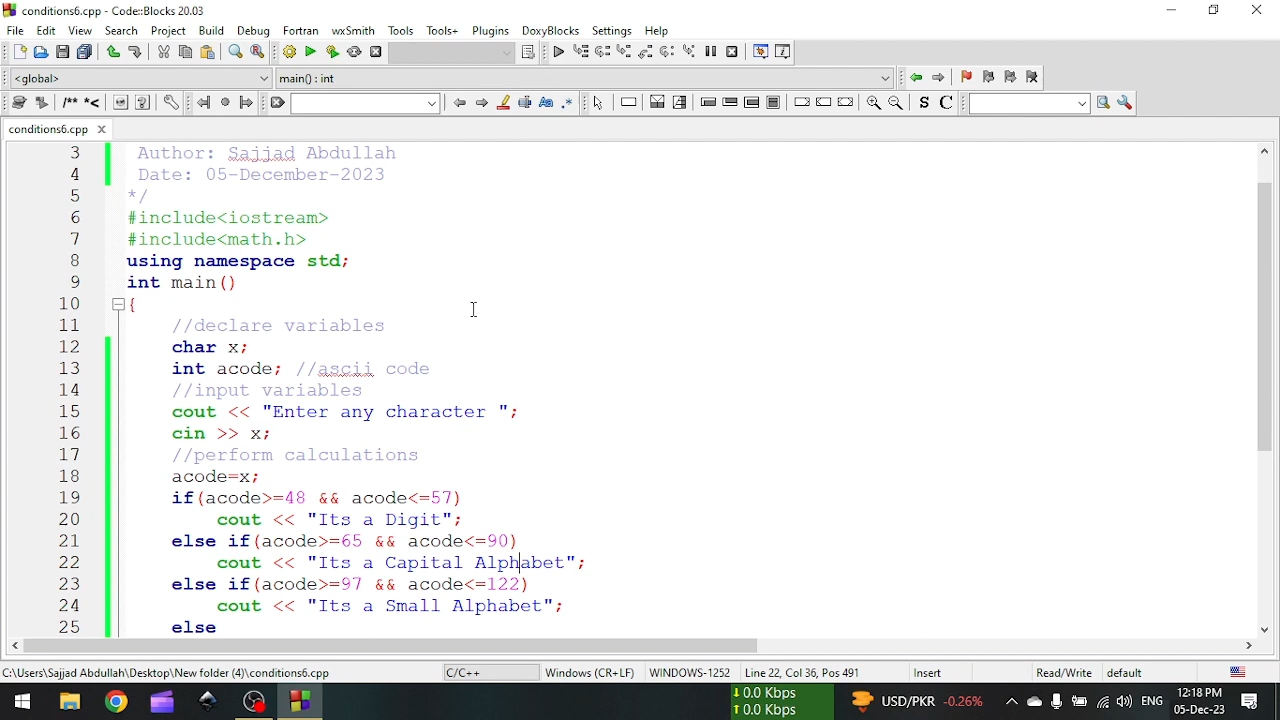 conditions6.cpp - Code::Blocks 20.03
File Edit View Search Project Build Debug Fortran wxSmith Tools Tools+ Plugins DoxyBlocks Settings Help
<global> main() : int
/** *<
S C
conditions6.cpp
3 Author: Sajjad Abdullah
4 Date: 05-December-2023
5 */
6 #include<iostream>
7 #include<math.h>
8 using namespace std;
9 int main()
10 {
11 //declare variables
12 char x;
13 int acode; //ascii code
14 //input variables
15 cout << "Enter any character ";
16 cin >> x;
17 //perform calculations
18 acode=x;
19 if(acode>=48 && acode<=57)
20 cout << "Its a Digit";
21 else if(acode>=65 && acode<=90)
22 cout << "Its a Capital Alphabet";
23 else if(acode>=97 && acode<=122)
24 cout << "Its a Small Alphabet";
25 else
C:\Users\Sajjad Abdullah\Desktop\New folder (4)\conditions6.cpp C/C++ Windows (CR+LF) WINDOWS-1252 Line 22, Col 36, Pos 491 Insert Read/Write default
0.0 Kbps
0.0 Kbps
USD/PKR -0.26%
ENG
12:18 PM
05-Dec-23